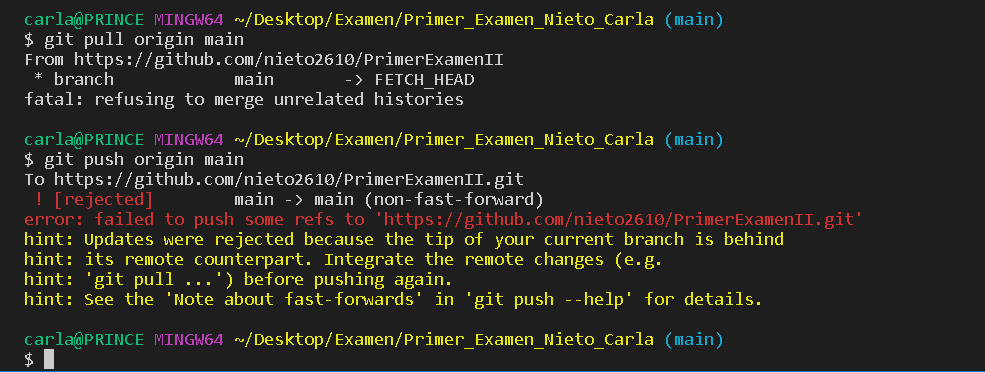 carla@PRINCE MINGW64 ~/Desktop/Examen/Primer_Examen_Nieto_Carla (main)
$ git pull origin main
From https://github.com/nieto2610/PrimerExamenII
 * branch            main       -> FETCH_HEAD
fatal: refusing to merge unrelated histories
carla@PRINCE MINGW64 ~/Desktop/Examen/Primer_Examen_Nieto_Carla (main)
$ git push origin main
To https://github.com/nieto2610/PrimerExamenII.git
 ! [rejected]        main -> main (non-fast-forward)
error: failed to push some refs to 'https://github.com/nieto2610/PrimerExamenII.git'
hint: Updates were rejected because the tip of your current branch is behind
hint: its remote counterpart. Integrate the remote changes (e.g.
hint: 'git pull ...') before pushing again.
hint: See the 'Note about fast-forwards' in 'git push --help' for details.
carla@PRINCE MINGW64 ~/Desktop/Examen/Primer_Examen_Nieto_Carla (main)
$